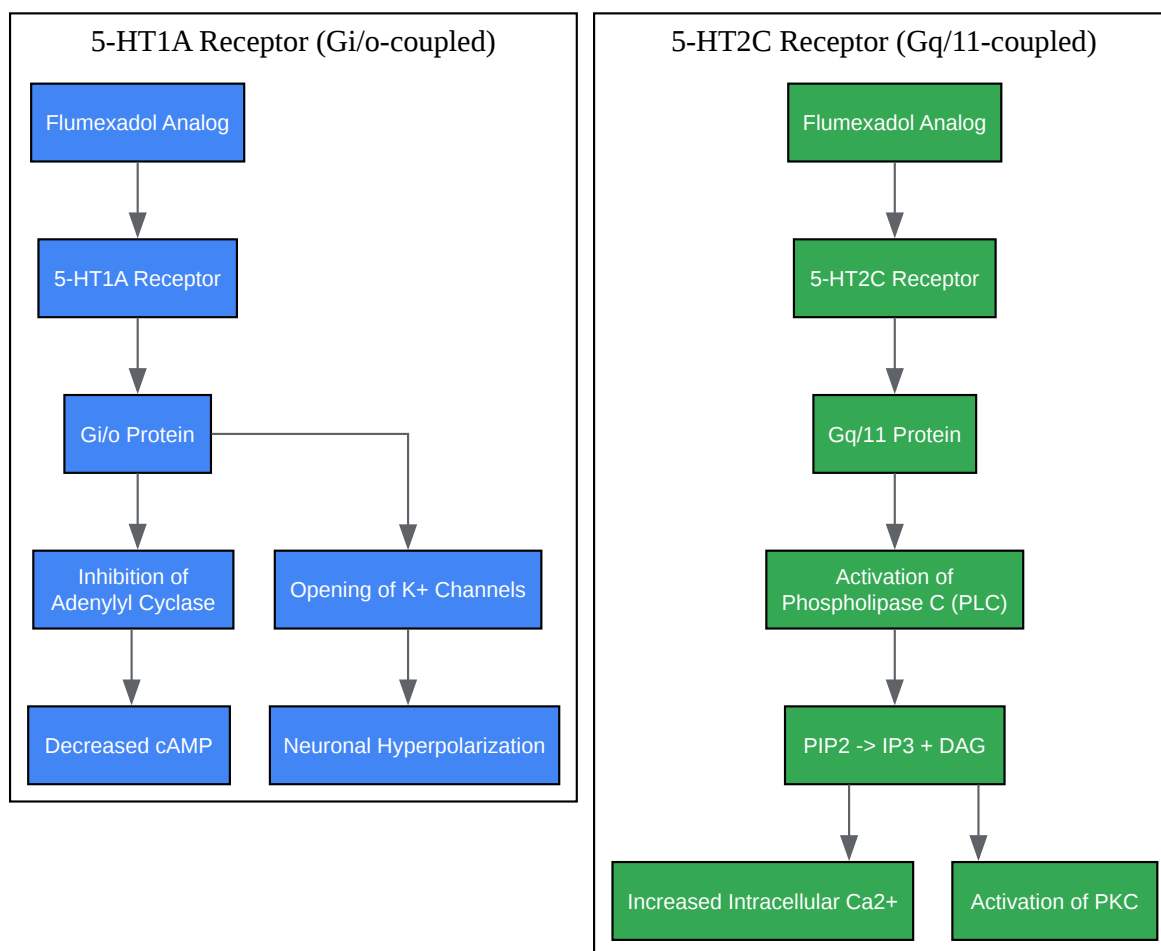 5-HT1A Receptor (Gi/o-coupled)
Flumexadol Analog
5-HT1A Receptor
Gi/o Protein
Inhibition of
Adenylyl Cyclase
Opening of K+ Channels
Decreased cAMP
Neuronal Hyperpolarization
5-HT2C Receptor (Gq/11-coupled)
Flumexadol Analog
5-HT2C Receptor
Gq/11 Protein
Activation of
Phospholipase C (PLC)
PIP2 -> IP3 + DAG
Increased Intracellular Ca2+
Activation of PKC